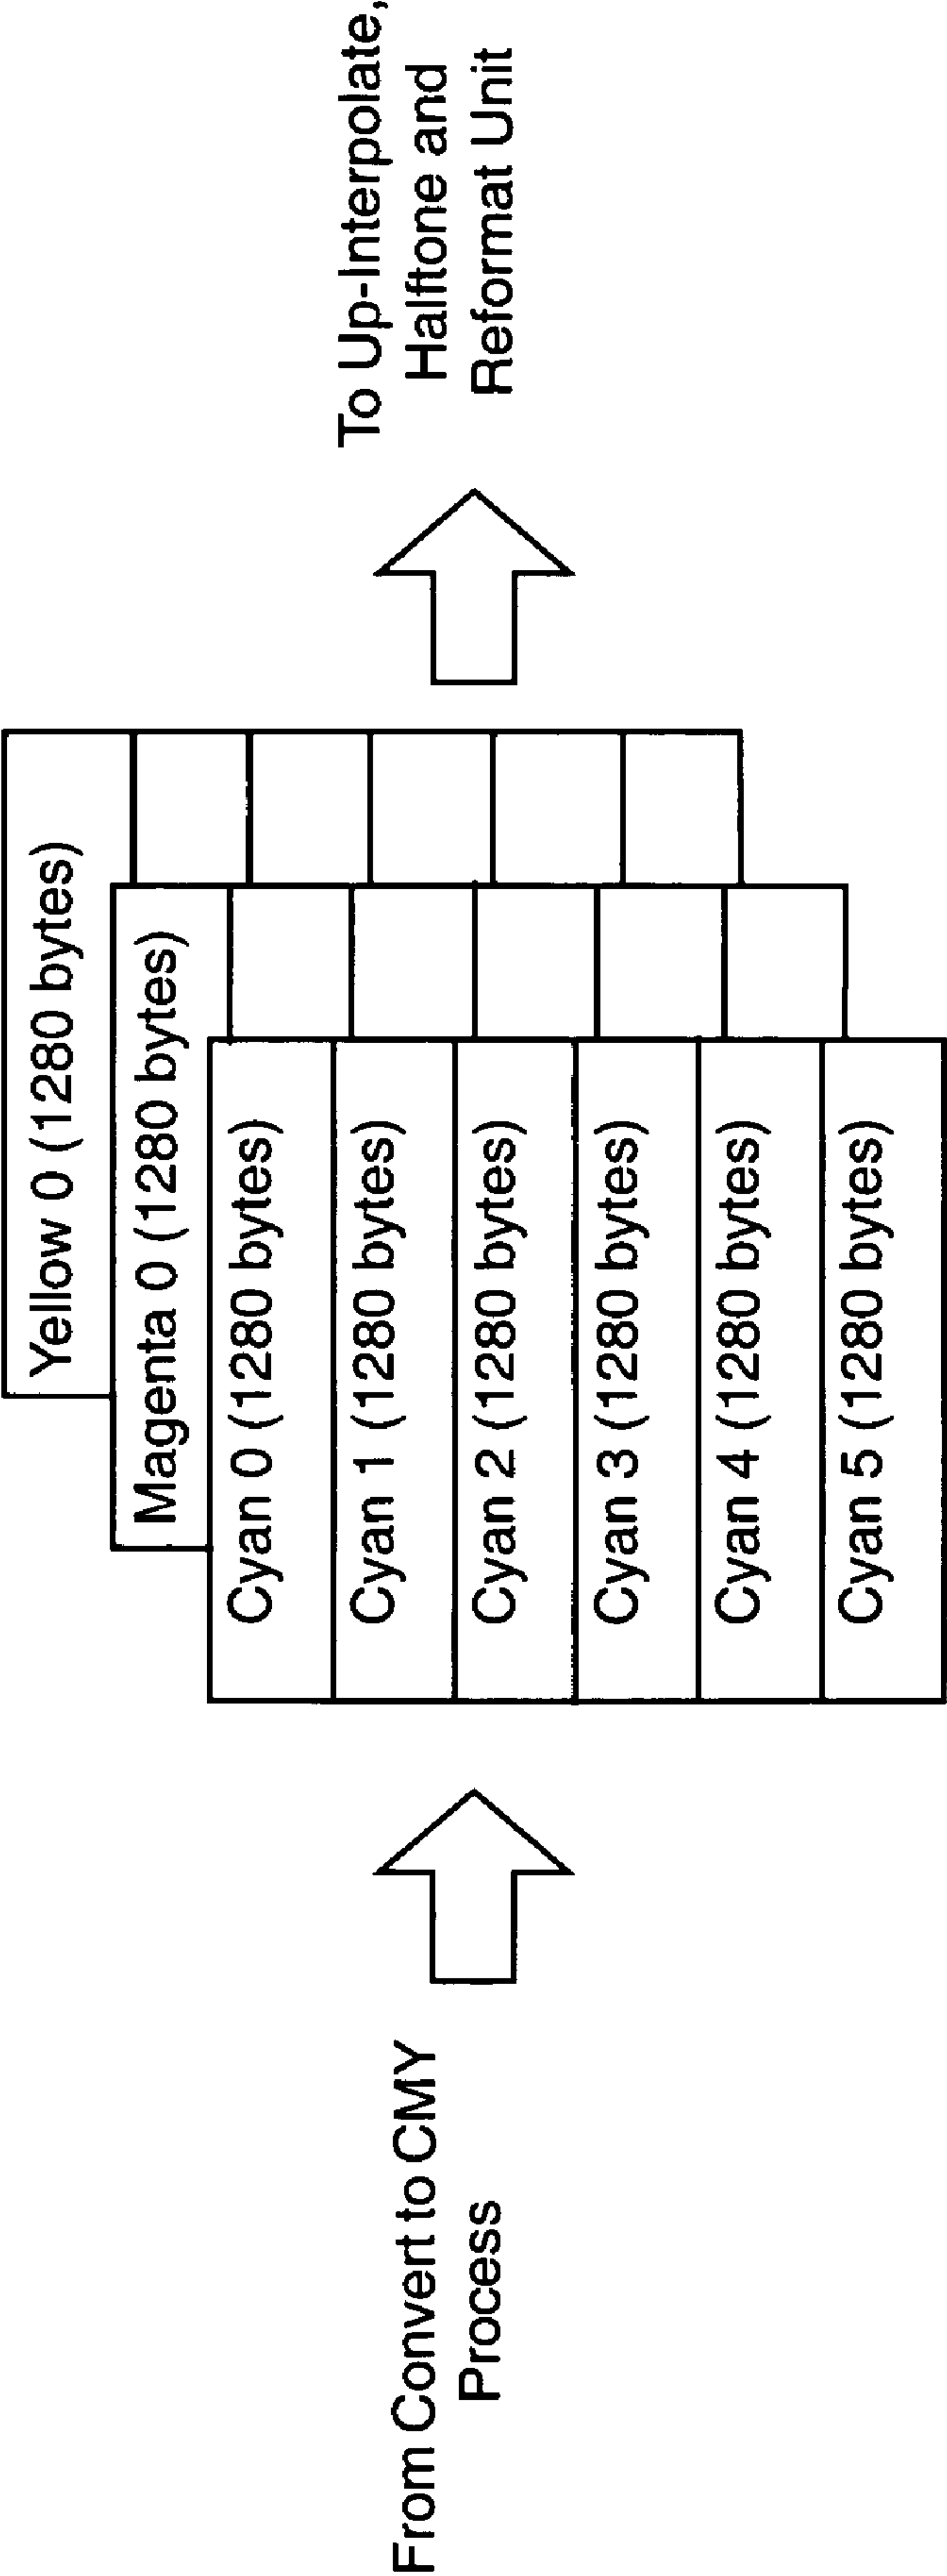 From Convert to CMY
Process
Yellow 0 (1280 bytes)
Magenta 0 (1280 bytes)
Cyan 0 (1280 bytes)
Cyan 1 (1280 bytes)
Cyan 2 (1280 bytes)
Cyan 3 (1280 bytes)
Cyan 4 (1280 bytes)
Cyan 5 (1280 bytes)
To Up-Interpolate,
Halftone and
Reformat Unit